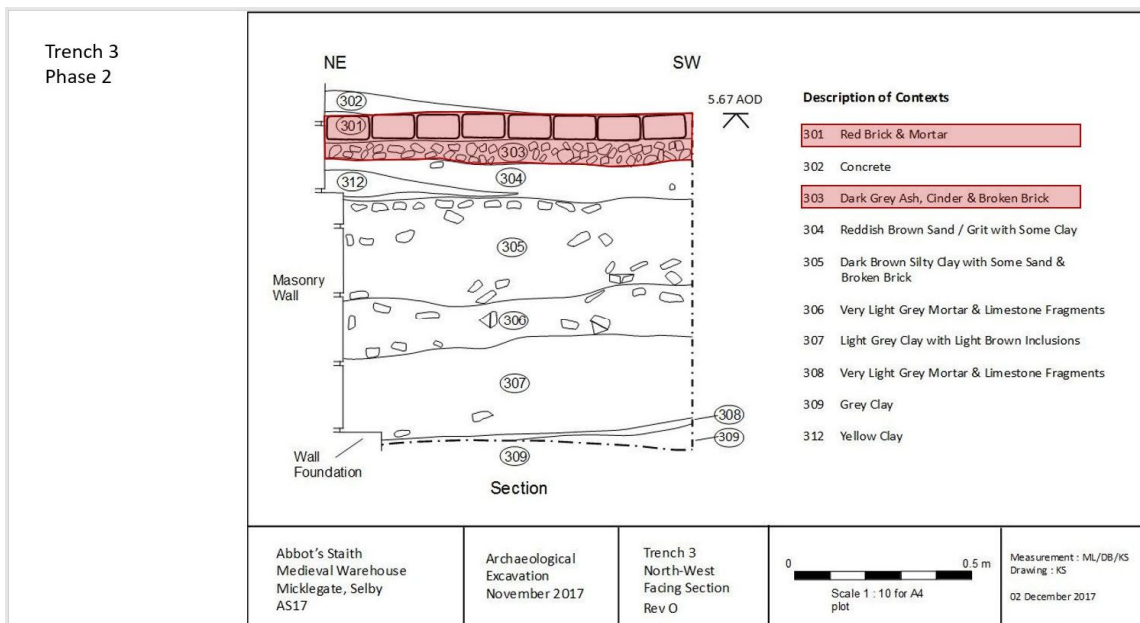 Trench 3
Phase 2
NE
SW
302
301
303
304
312
305
306
307
308
309
309
5.67 AOD
Masonry
Wall
Wall
Foundation
Section
Description of Contexts
301 Red Brick & Mortar
302 Concrete
303 Dark Grey Ash, Cinder & Broken Brick
304 Reddish Brown Sand / Grit with Some Clay
305 Dark Brown Silty Clay with Some Sand &
Broken Brick
306 Very Light Grey Mortar & Limestone Fragments
307 Light Grey Clay with Light Brown Inclusions
308 Very Light Grey Mortar & Limestone Fragments
309 Grey Clay
312 Yellow Clay
Abbot's Staith
Medieval Warehouse
Micklegate, Selby
AS17
Archaeological
Excavation
November 2017
Trench 3
North-West
Facing Section
Rev O
0 0.5 m
Scale 1 : 10 for A4
plot
Measurement : ML/DB/KS
Drawing : KS
02 December 2017